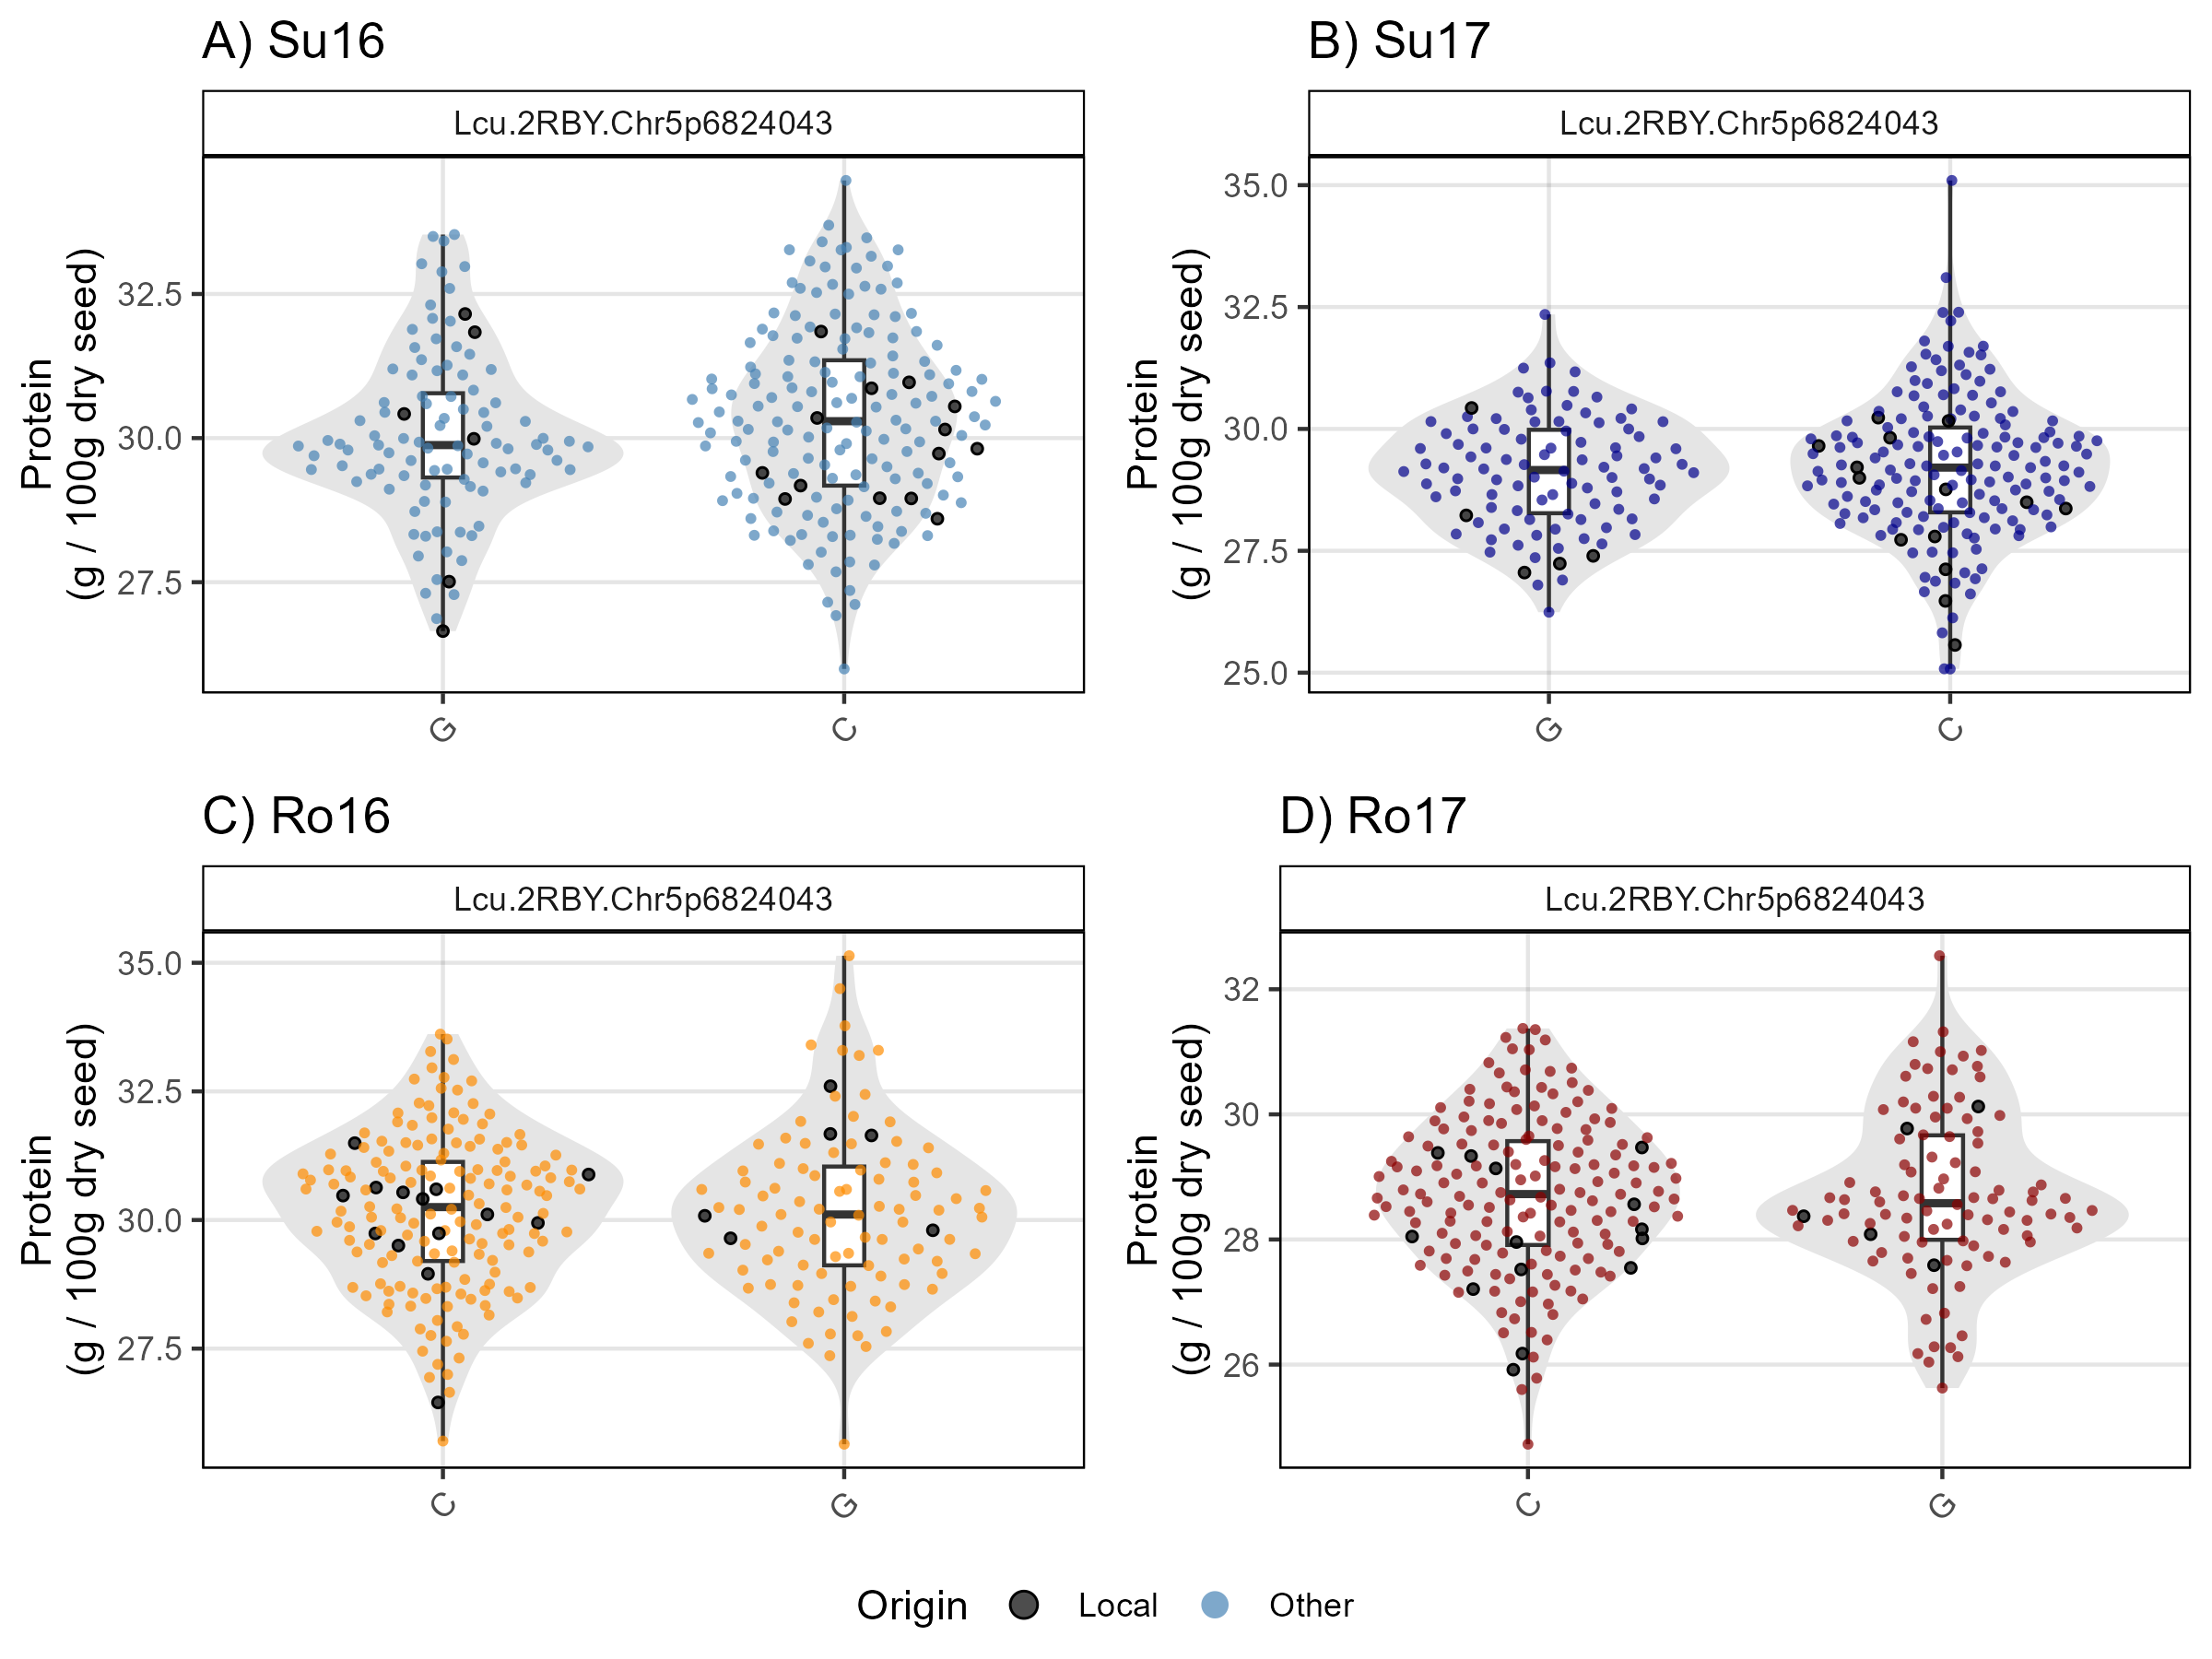 A) Su16
Lcu.2RBY.Chr5p6824043
Protein
(g / 100g dry seed)
32.5
30.0
27.5
G
C
B) Su17
Lcu.2RBY.Chr5p6824043
Protein
(g / 100g dry seed)
35.0
32.5
30.0
27.5
25.0
G
C
C) Ro16
Lcu.2RBY.Chr5p6824043
Protein
(g / 100g dry seed)
35.0
32.5
30.0
27.5
C
G
D) Ro17
Lcu.2RBY.Chr5p6824043
Protein
(g / 100g dry seed)
32
30
28
26
C
G
Origin
Local
Other